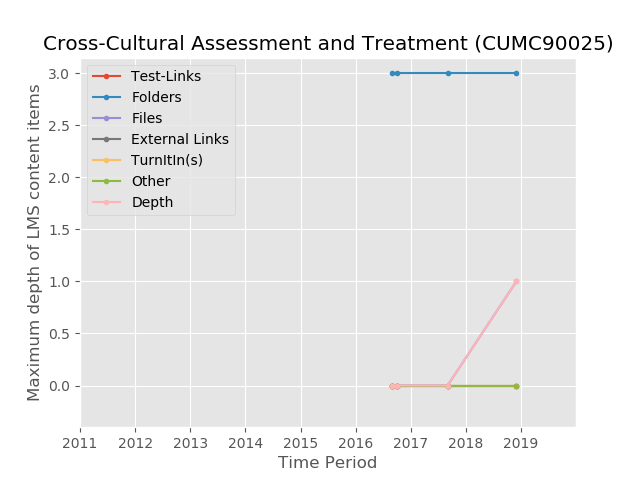 Cross-Cultural Assessment and Treatment (CUMC90025)
Maximum depth of LMS content items
3.0
2.5
2.0
1.5
1.0
0.5
0.0
Test-Links
Folders
Files
External Links
TurnItIn(s)
Other
Depth
2011 2012 2013 2014 2015 2016 2017 2018 2019
Time Period